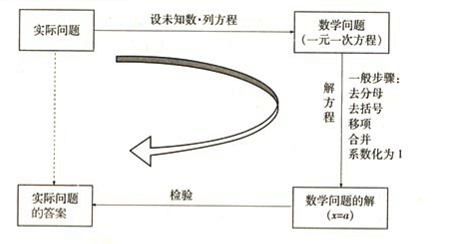 实际问题
设未知数·列方程
数学问题
(一元一次方程)
解
方
程
一般步骤:
去分母
去括号
移项
合并
系数化为1
实际问题
的答案
检验
数学问题的解
(x=a)